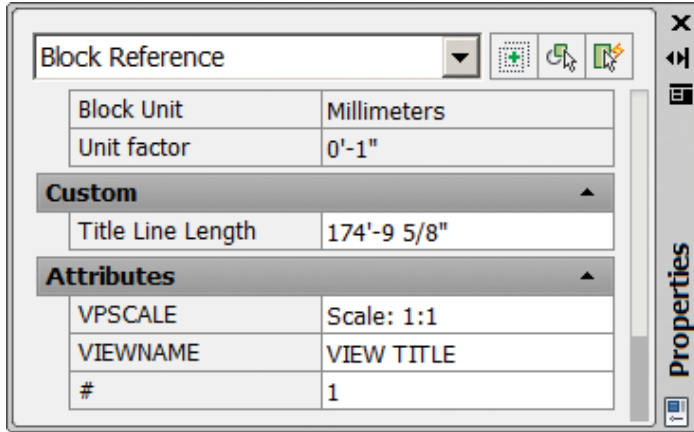 Block Reference
Block Unit Millimeters
Unit factor 0'-1"
Custom
Title Line Length 174'-9 5/8"
Attributes
VPSCALE Scale: 1:1
VIEWNAME VIEW TITLE
# 1
Properties